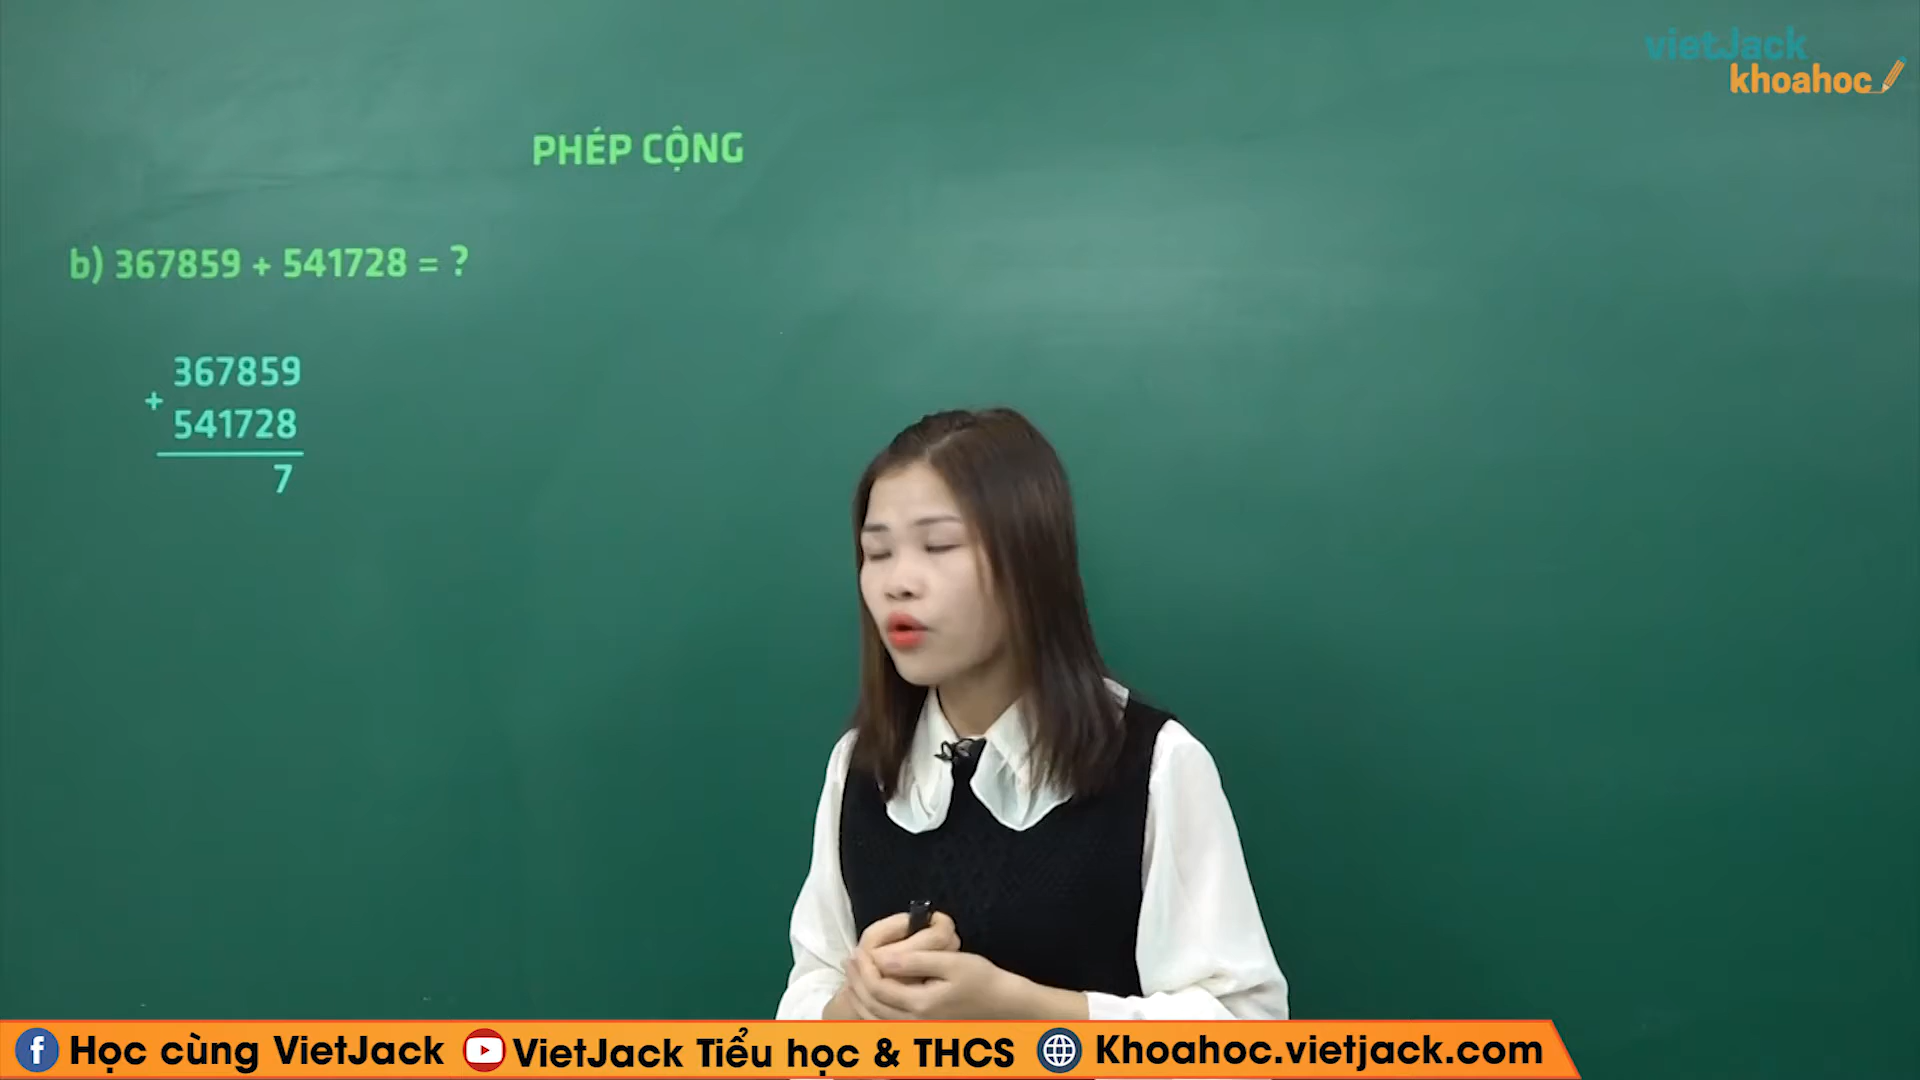 vietJack
khoahoc
PHÉP CỘNG
b) 367859 + 541728 = ?
367859
+
541728
7
Học cùng VietJack
VietJack Tiểu học & THCS
Khoahoc.vietjack.com